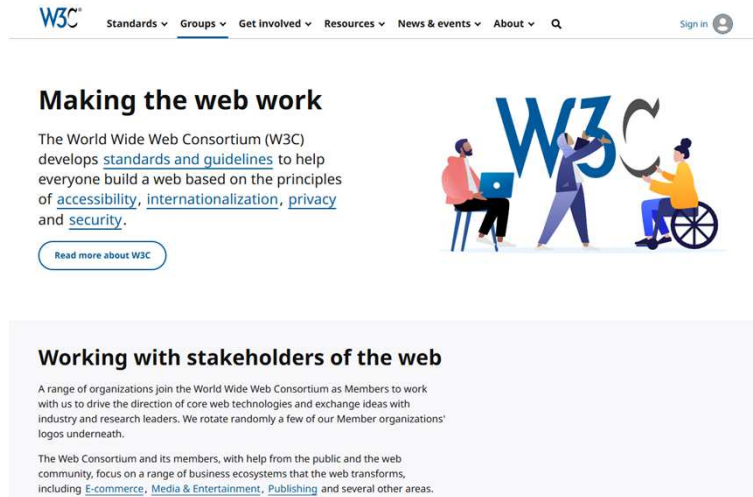 W3C®
Standards Groups Get involved Resources News & events About
Sign in
Making the web work
The World Wide Web Consortium (W3C)
develops standards and guidelines to help
everyone build a web based on the principles
of accessibility, internationalization, privacy
and security.
Read more about W3C
W3C
Working with stakeholders of the web
A range of organizations join the World Wide Web Consortium as Members to work
with us to drive the direction of core web technologies and exchange ideas with
industry and research leaders. We rotate randomly a few of our Member organizations'
logos underneath.
The Web Consortium and its members, with help from the public and the web
community, focus on a range of business ecosystems that the web transforms,
including E-commerce, Media & Entertainment, Publishing and several other areas.